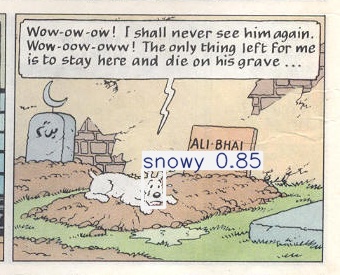 Wow-ow-ow! I shall never see him again.
Wow-oow-oww! The only thing left for me
is to stay here and die on his grave ...
ALI·BHAI
snowy 0.85